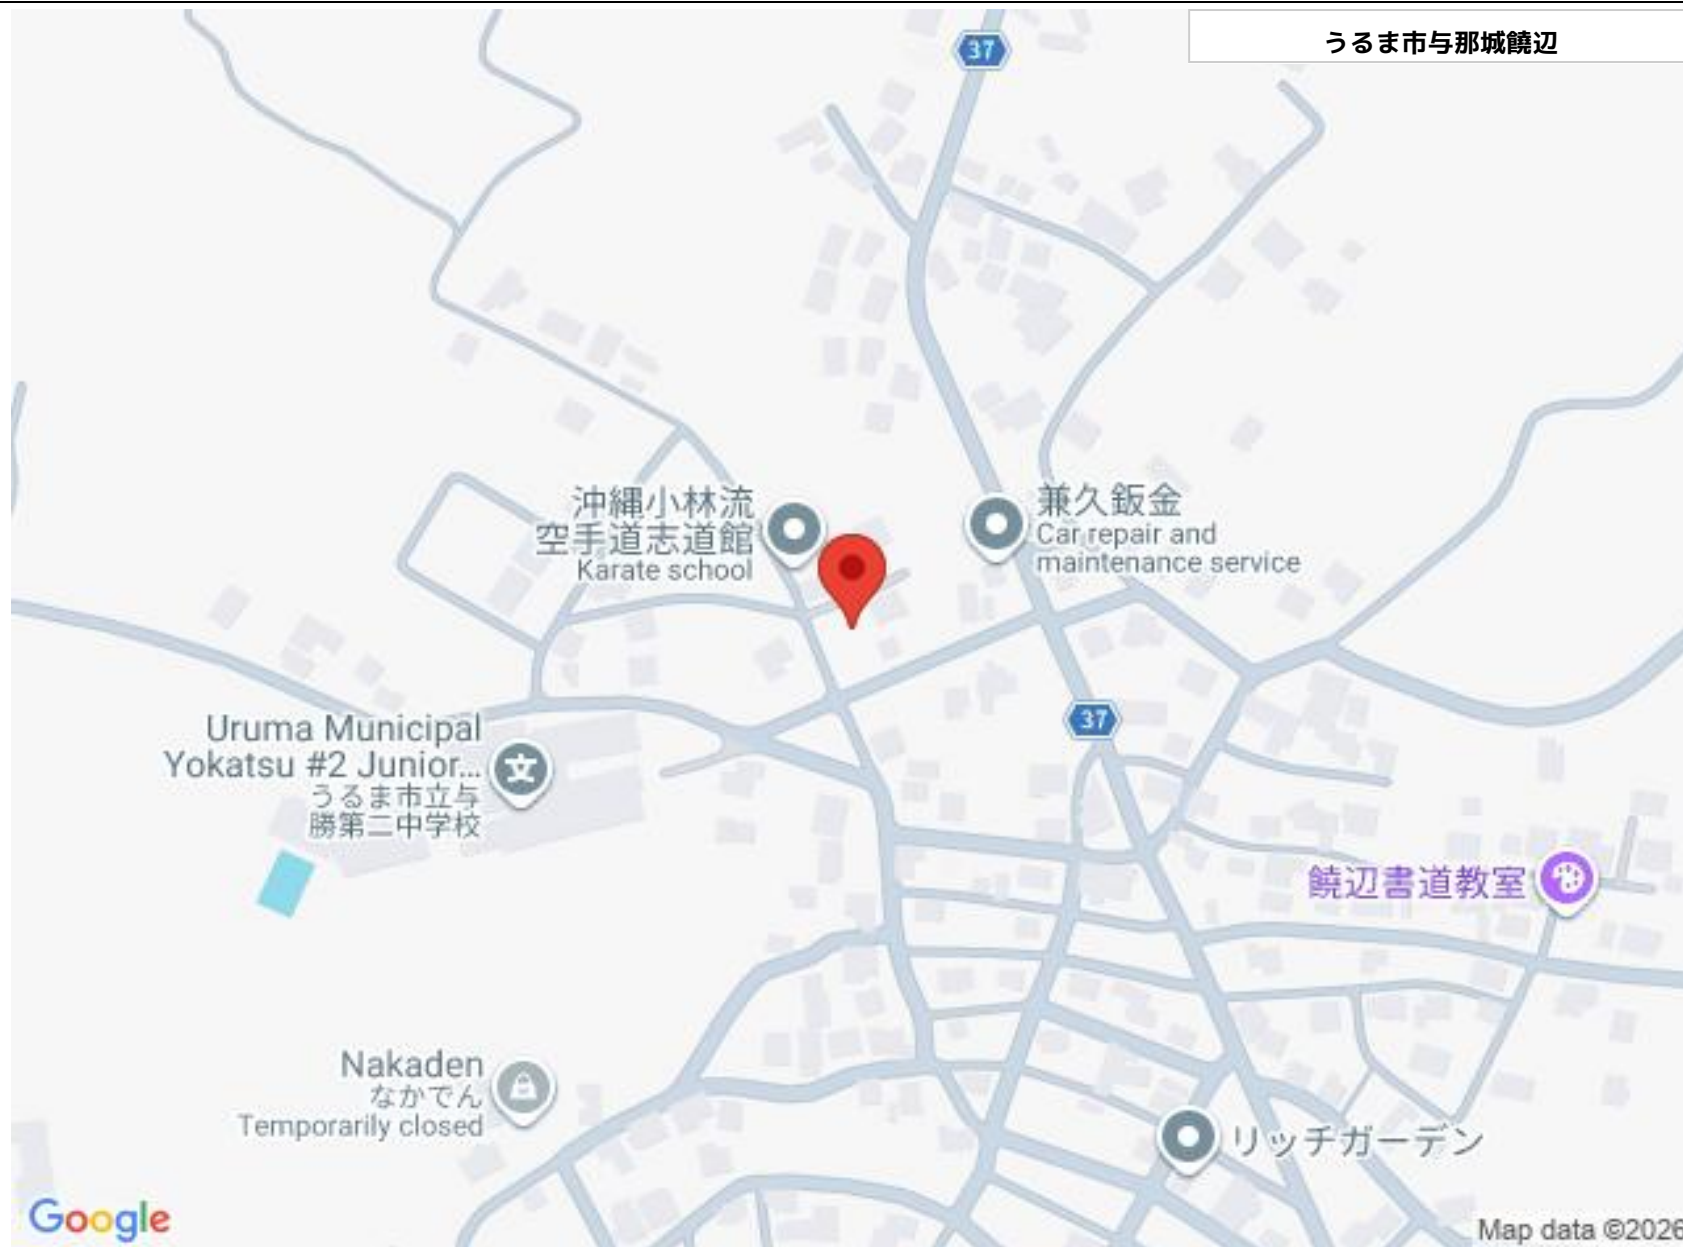 うるま市与那城饒辺
37
沖縄小林流
空手道志道館
Karate school
兼久鈑金
Car repair and
maintenance service
37
Uruma Municipal
Yokatsu #2 Junior...
うるま市立与
勝第二中学校
文
饒辺書道教室
Nakaden
なかでん
Temporarily closed
リッチガーデン
Google
Map data ©2026